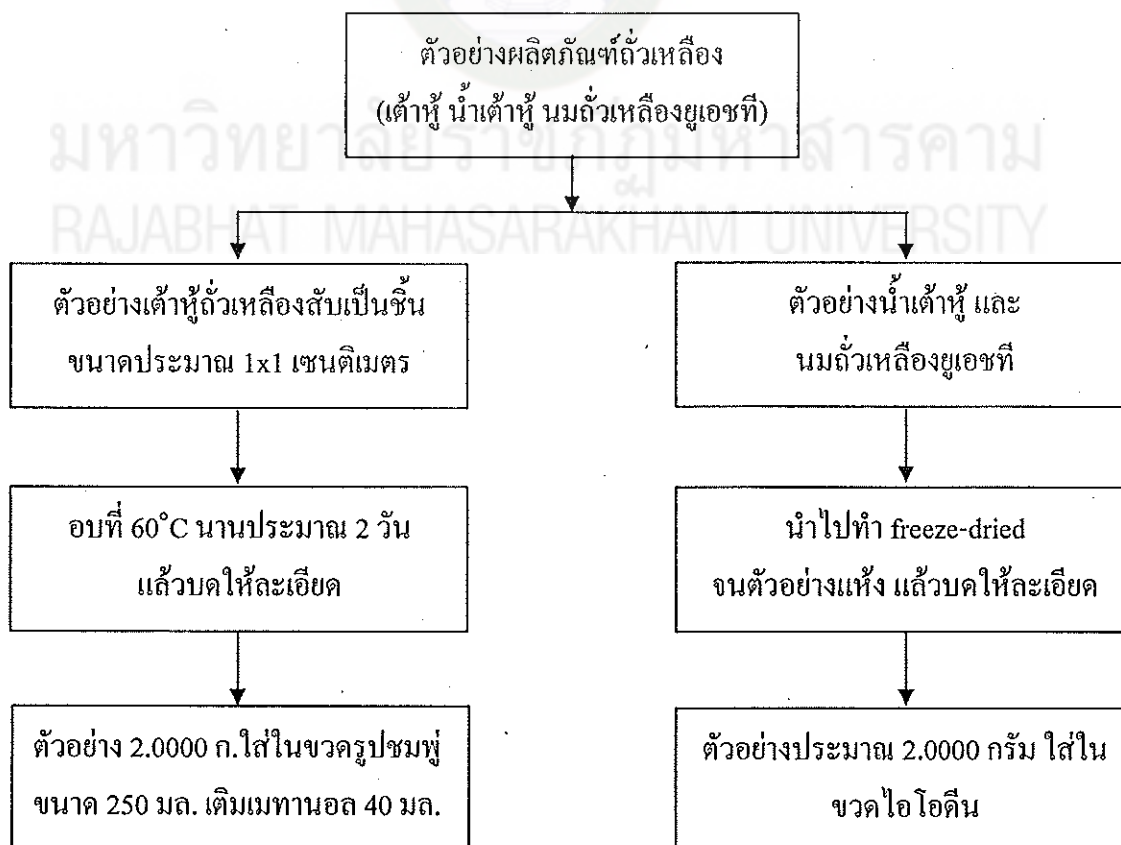 ตัวอย่างผลิตภัณฑ์ถั่วเหลือง
(เต้าหู้ น้ำเต้าหู้ นมถั่วเหลืองยูเอชที)
มหาวิทยาลัยราชภัฏมหาสารคาม
RAJABHAT MAHASARAKHAM UNIVERSITY
ตัวอย่างเต้าหู้ถั่วเหลืองสับเป็นชิ้น
ขนาดประมาณ 1x1 เซนติเมตร
อบที่ 60°C นานประมาณ 2 วัน
แล้วบดให้ละเอียด
ตัวอย่าง 2.0000 ก.ใส่ในขวดรูปชมพู่
ขนาด 250 มล. เติมเมทานอล 40 มล.
ตัวอย่างน้ำเต้าหู้ และ
นมถั่วเหลืองยูเอชที
นำไปทำ freeze-dried
จนตัวอย่างแห้ง แล้วบดให้ละเอียด
ตัวอย่างประมาณ 2.0000 กรัม ใส่ใน
ขวดไอโอดีน